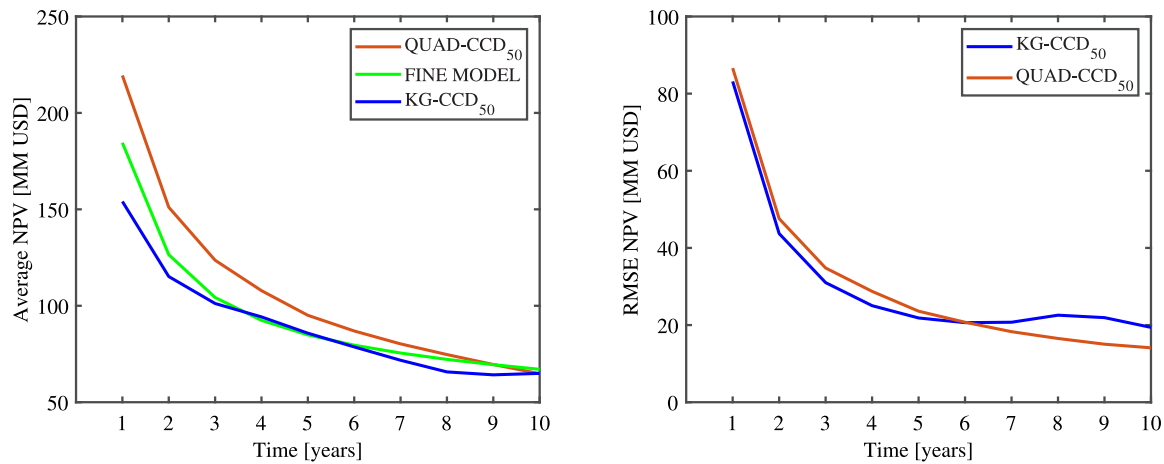 250
200
150
100
50
Average NPV [MM USD]
QUAD-CCD50
FINE MODEL
KG-CCD50
1 2 3 4 5 6 7 8 9 10
Time [years]
100
80
60
40
20
0
RMSE NPV [MM USD]
KG-CCD50
QUAD-CCD50
1 2 3 4 5 6 7 8 9 10
Time [years]